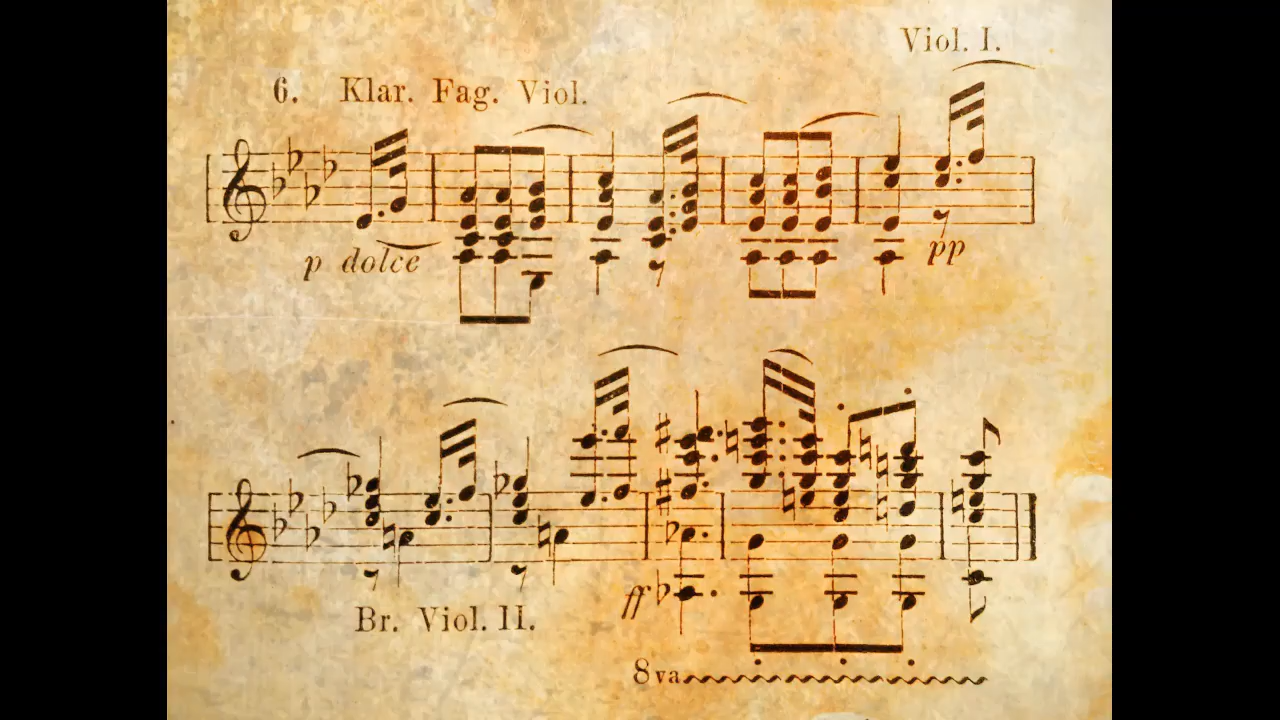 Viol. I.
6. Klar. Fag. Viol.
p dolce
pp
ff
Br. Viol. II.
8va